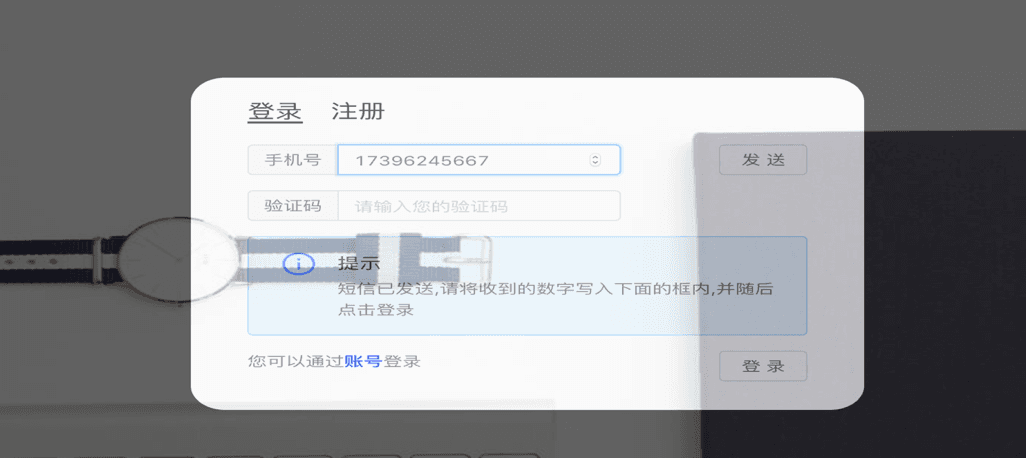 登录 注册
手机号 17396245667 发 送
验证码 请输入您的验证码
提示
短信已发送,请将收到的数字写入下面的框内,并随后
点击登录
您可以通过账号登录 登 录